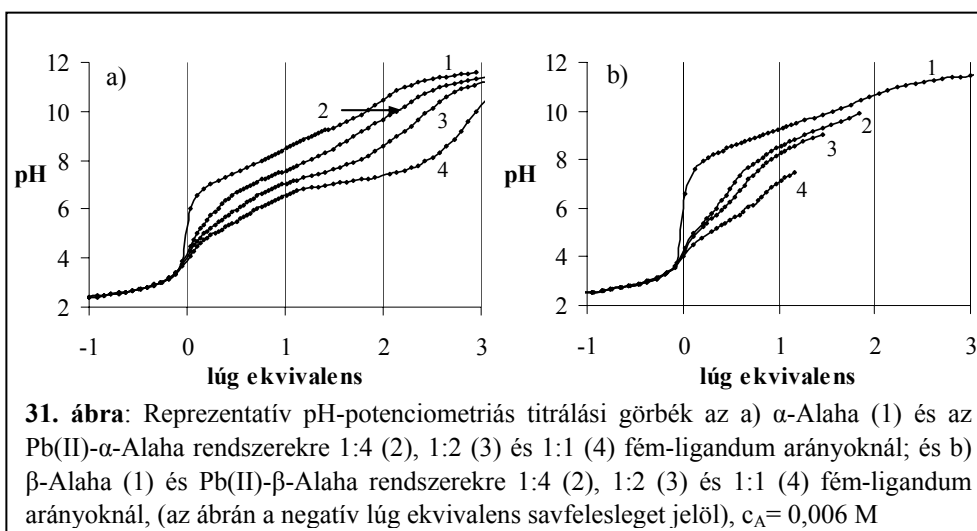 12
10
8
6
4
2
pH
a)
1
2
3
4
-1 0 1 2 3
lúg ekvivalens
12
10
8
6
4
2
pH
b)
1
2
3
4
-1 0 1 2 3
lúg ekvivalens
31. ábra: Reprezentatív pH-potenciometriás titrálási görbék az a) α-Alaha (1) és az
Pb(II)-α-Alaha rendszerekre 1:4 (2), 1:2 (3) és 1:1 (4) fém-ligandum arányoknál; és b)
β-Alaha (1) és Pb(II)-β-Alaha rendszerekre 1:4 (2), 1:2 (3) és 1:1 (4) fém-ligandum
arányoknál, (az ábrán a negatív lúg ekvivalens savfelesleget jelöl), cA= 0,006 M